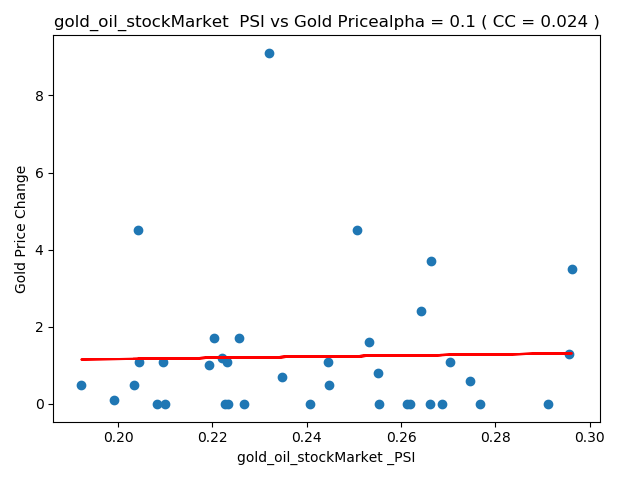 gold_oil_stockMarket  PSI vs Gold Pricealpha = 0.1 ( CC = 0.024 )
8
6
4
2
0
Gold Price Change
0.20 0.22 0.24 0.26 0.28 0.30
gold_oil_stockMarket _PSI